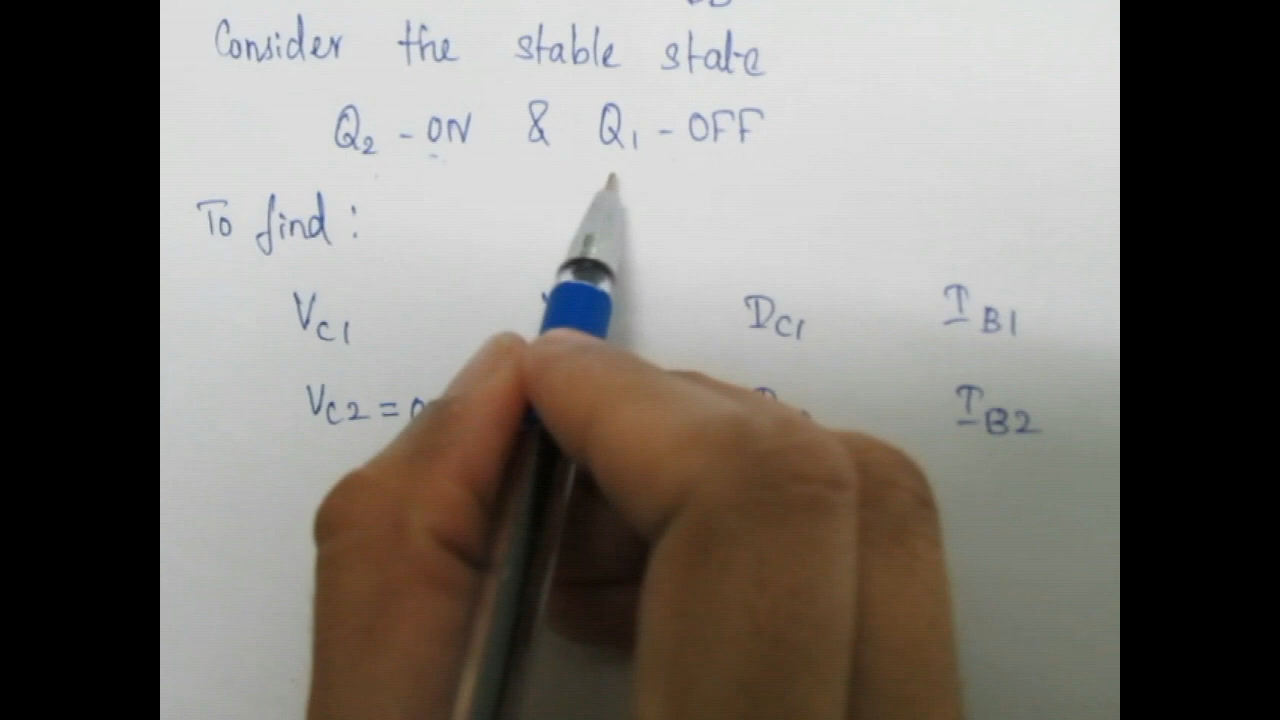 Consider the stable state
Q2 - ON & Q1 - OFF
To find :
VC1 IC1 IB1
VC2 = IB2